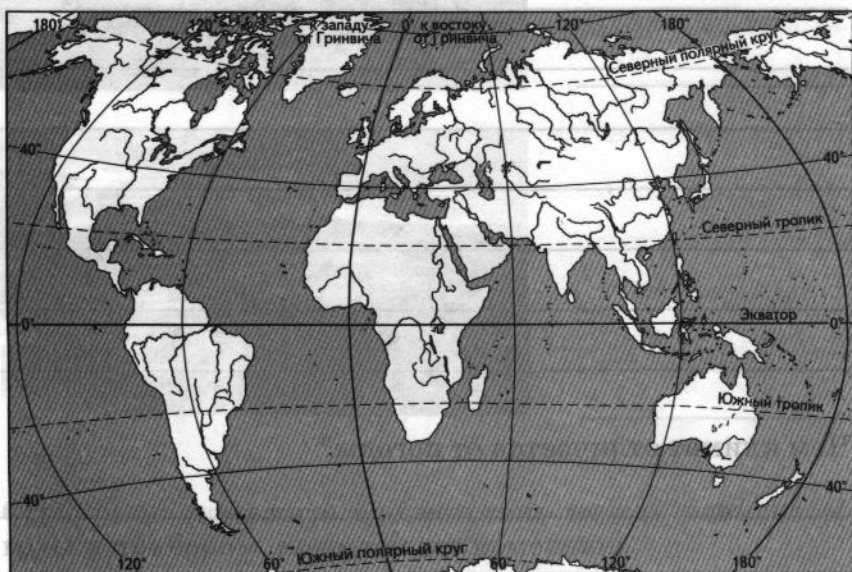 180°
120°
к западу
от Гринвича
0°
к востоку
от Гринвича
120°
180°
Северный полярный круг
40°
40°
Северный тропик
0°
Экватор
0°
Южный тропик
40°
40°
120°
60°
Южный полярный круг
60°
120°
180°